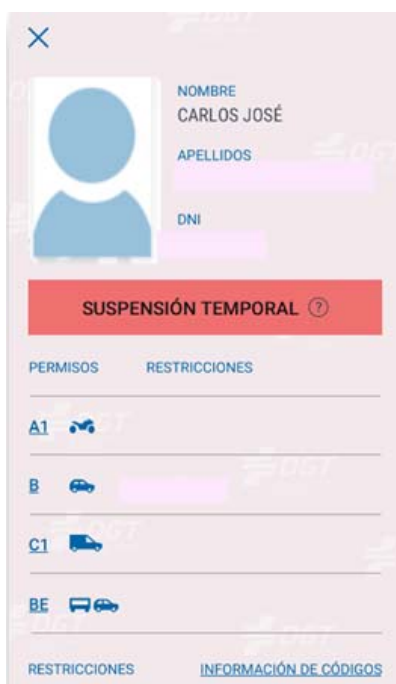 NOMBRE
CARLOS JOSÉ
APELLIDOS
DNI
SUSPENSIÓN TEMPORAL ?
PERMISOS RESTRICCIONES
A1
B
C1
BE
RESTRICCIONES INFORMACIÓN DE CÓDIGOS